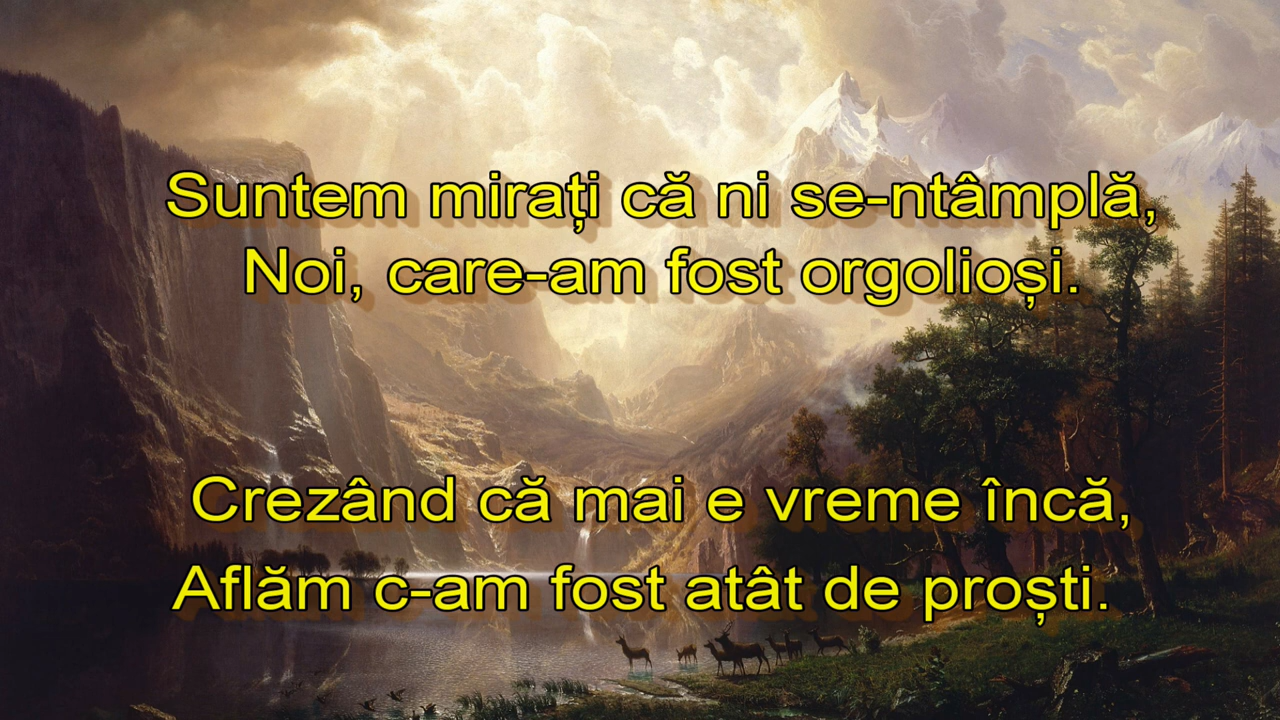 Suntem mirați că ni se-ntâmplă,
Noi, care-am fost orgolioși.
Crezând că mai e vreme încă,
Aflăm c-am fost atât de proști.